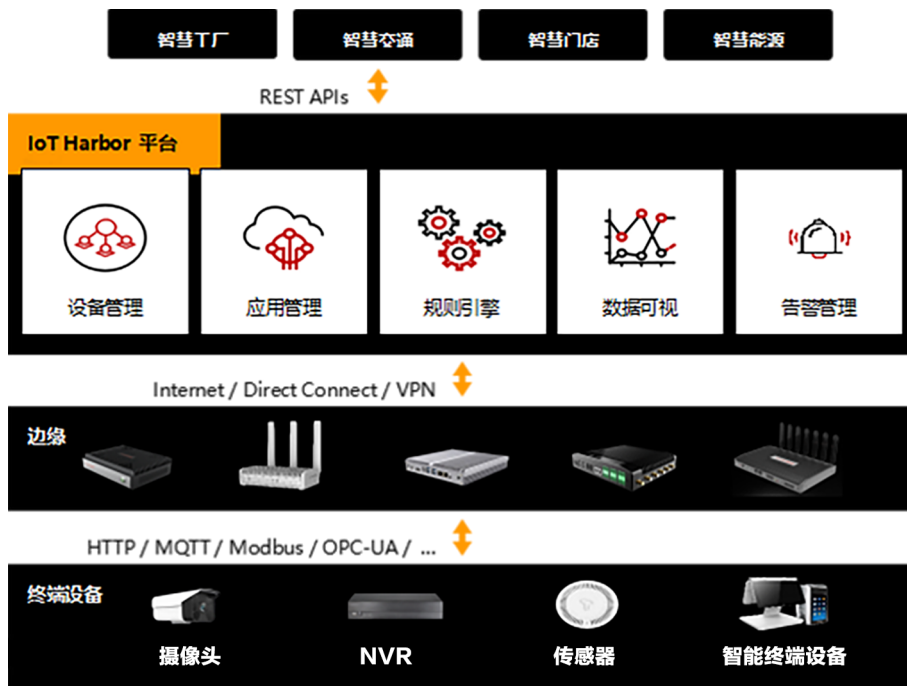 智慧工厂 智慧交通 智慧门店 智慧能源
REST APIs
IoT Harbor 平台
设备管理 应用管理 规则引擎 数据可视 告警管理
Internet / Direct Connect / VPN
边缘
HTTP / MQTT / Modbus / OPC-UA / ...
终端设备
摄像头 NVR 传感器 智能终端设备